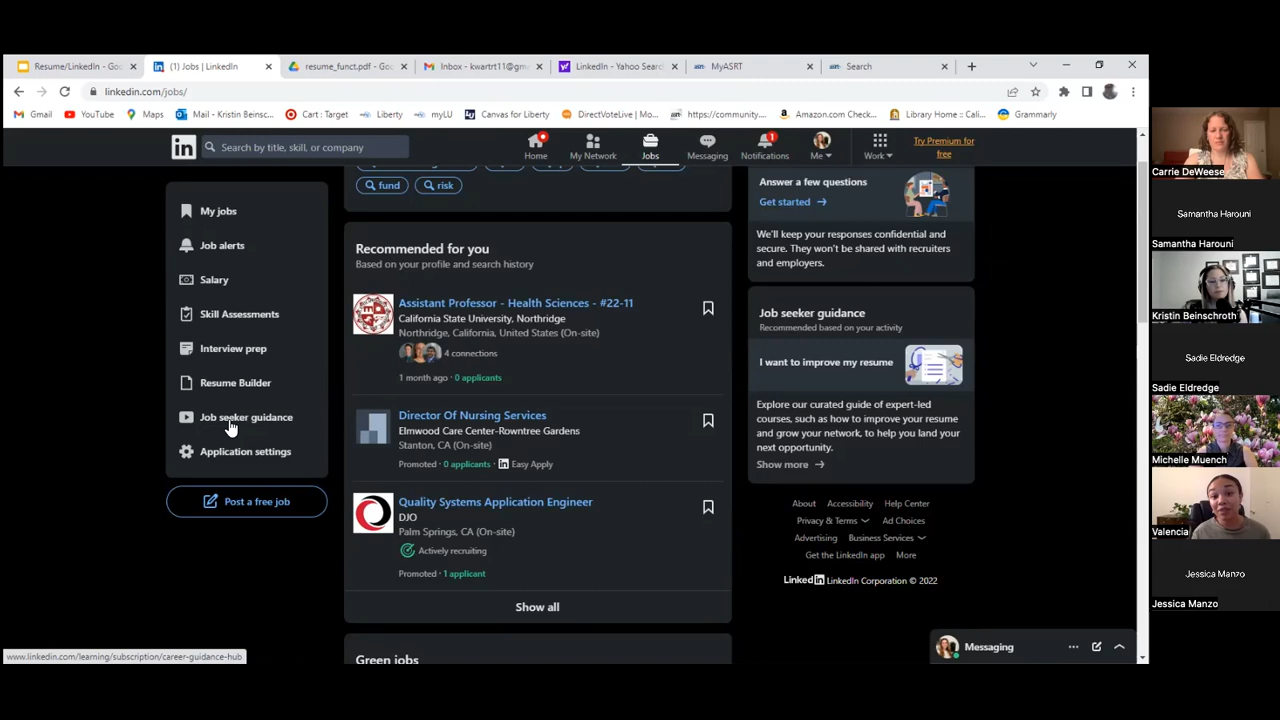 Resume/LinkedIn - Goo
(1) Jobs | LinkedIn
resume_funct.pdf - Goo
Inbox - kwartrt11@gm
LinkedIn - Yahoo Searc
MyASRT
Search
linkedin.com/jobs/
Gmail
YouTube
Maps
Mail - Kristin Beinsc...
Cart : Target
Liberty
myLU
Canvas for Liberty
DirectVoteLive | Mo...
https://community....
Amazon.com Check...
Library Home :: Cali...
Grammarly
in
Search by title, skill, or company
Home
My Network
Jobs
Messaging
1
Notifications
Me
Work
Try Premium for
free
My jobs
Job alerts
Salary
Skill Assessments
Interview prep
Resume Builder
Job seeker guidance
Application settings
Post a free job
fund
risk
Recommended for you
Based on your profile and search history
Assistant Professor - Health Sciences - #22-11
California State University, Northridge
Northridge, California, United States (On-site)
4 connections
1 month ago · 0 applicants
Director Of Nursing Services
Elmwood Care Center-Rowntree Gardens
Stanton, CA (On-site)
Promoted · 0 applicants · in Easy Apply
Quality Systems Application Engineer
DJO
Palm Springs, CA (On-site)
Actively recruiting
Promoted · 1 applicant
Show all
Green jobs
Answer a few questions
Get started
We'll keep your responses confidential and
secure. They won't be shared with recruiters
and employers.
Job seeker guidance
Recommended based on your activity
I want to improve my resume
Explore our curated guide of expert-led
courses, such as how to improve your resume
and grow your network, to help you land your
next opportunity.
Show more
About
Accessibility
Help Center
Privacy & Terms
Ad Choices
Advertising
Business Services
Get the LinkedIn app
More
LinkedIn LinkedIn Corporation © 2022
Messaging
www.linkedin.com/learning/subscription/career-guidance-hub
Carrie DeWeese
Samantha Harouni
Samantha Harouni
Kristin Beinschroth
Sadie Eldredge
Sadie Eldredge
Michelle Muench
Valencia
Jessica Manzo
Jessica Manzo